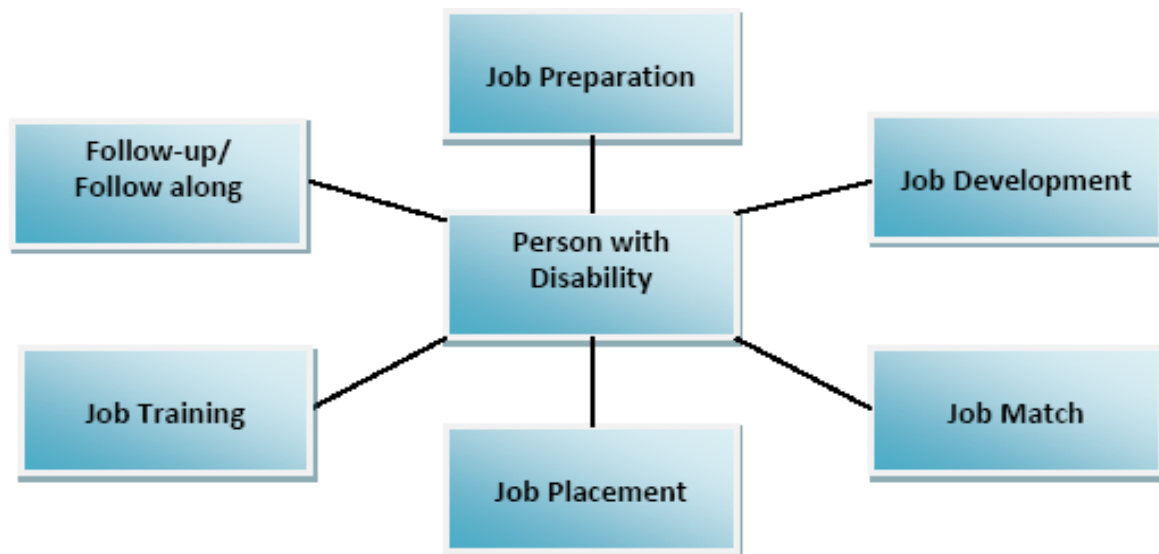 Job Preparation
Follow-up/
Follow along
Job Development
Person with
Disability
Job Training
Job Match
Job Placement